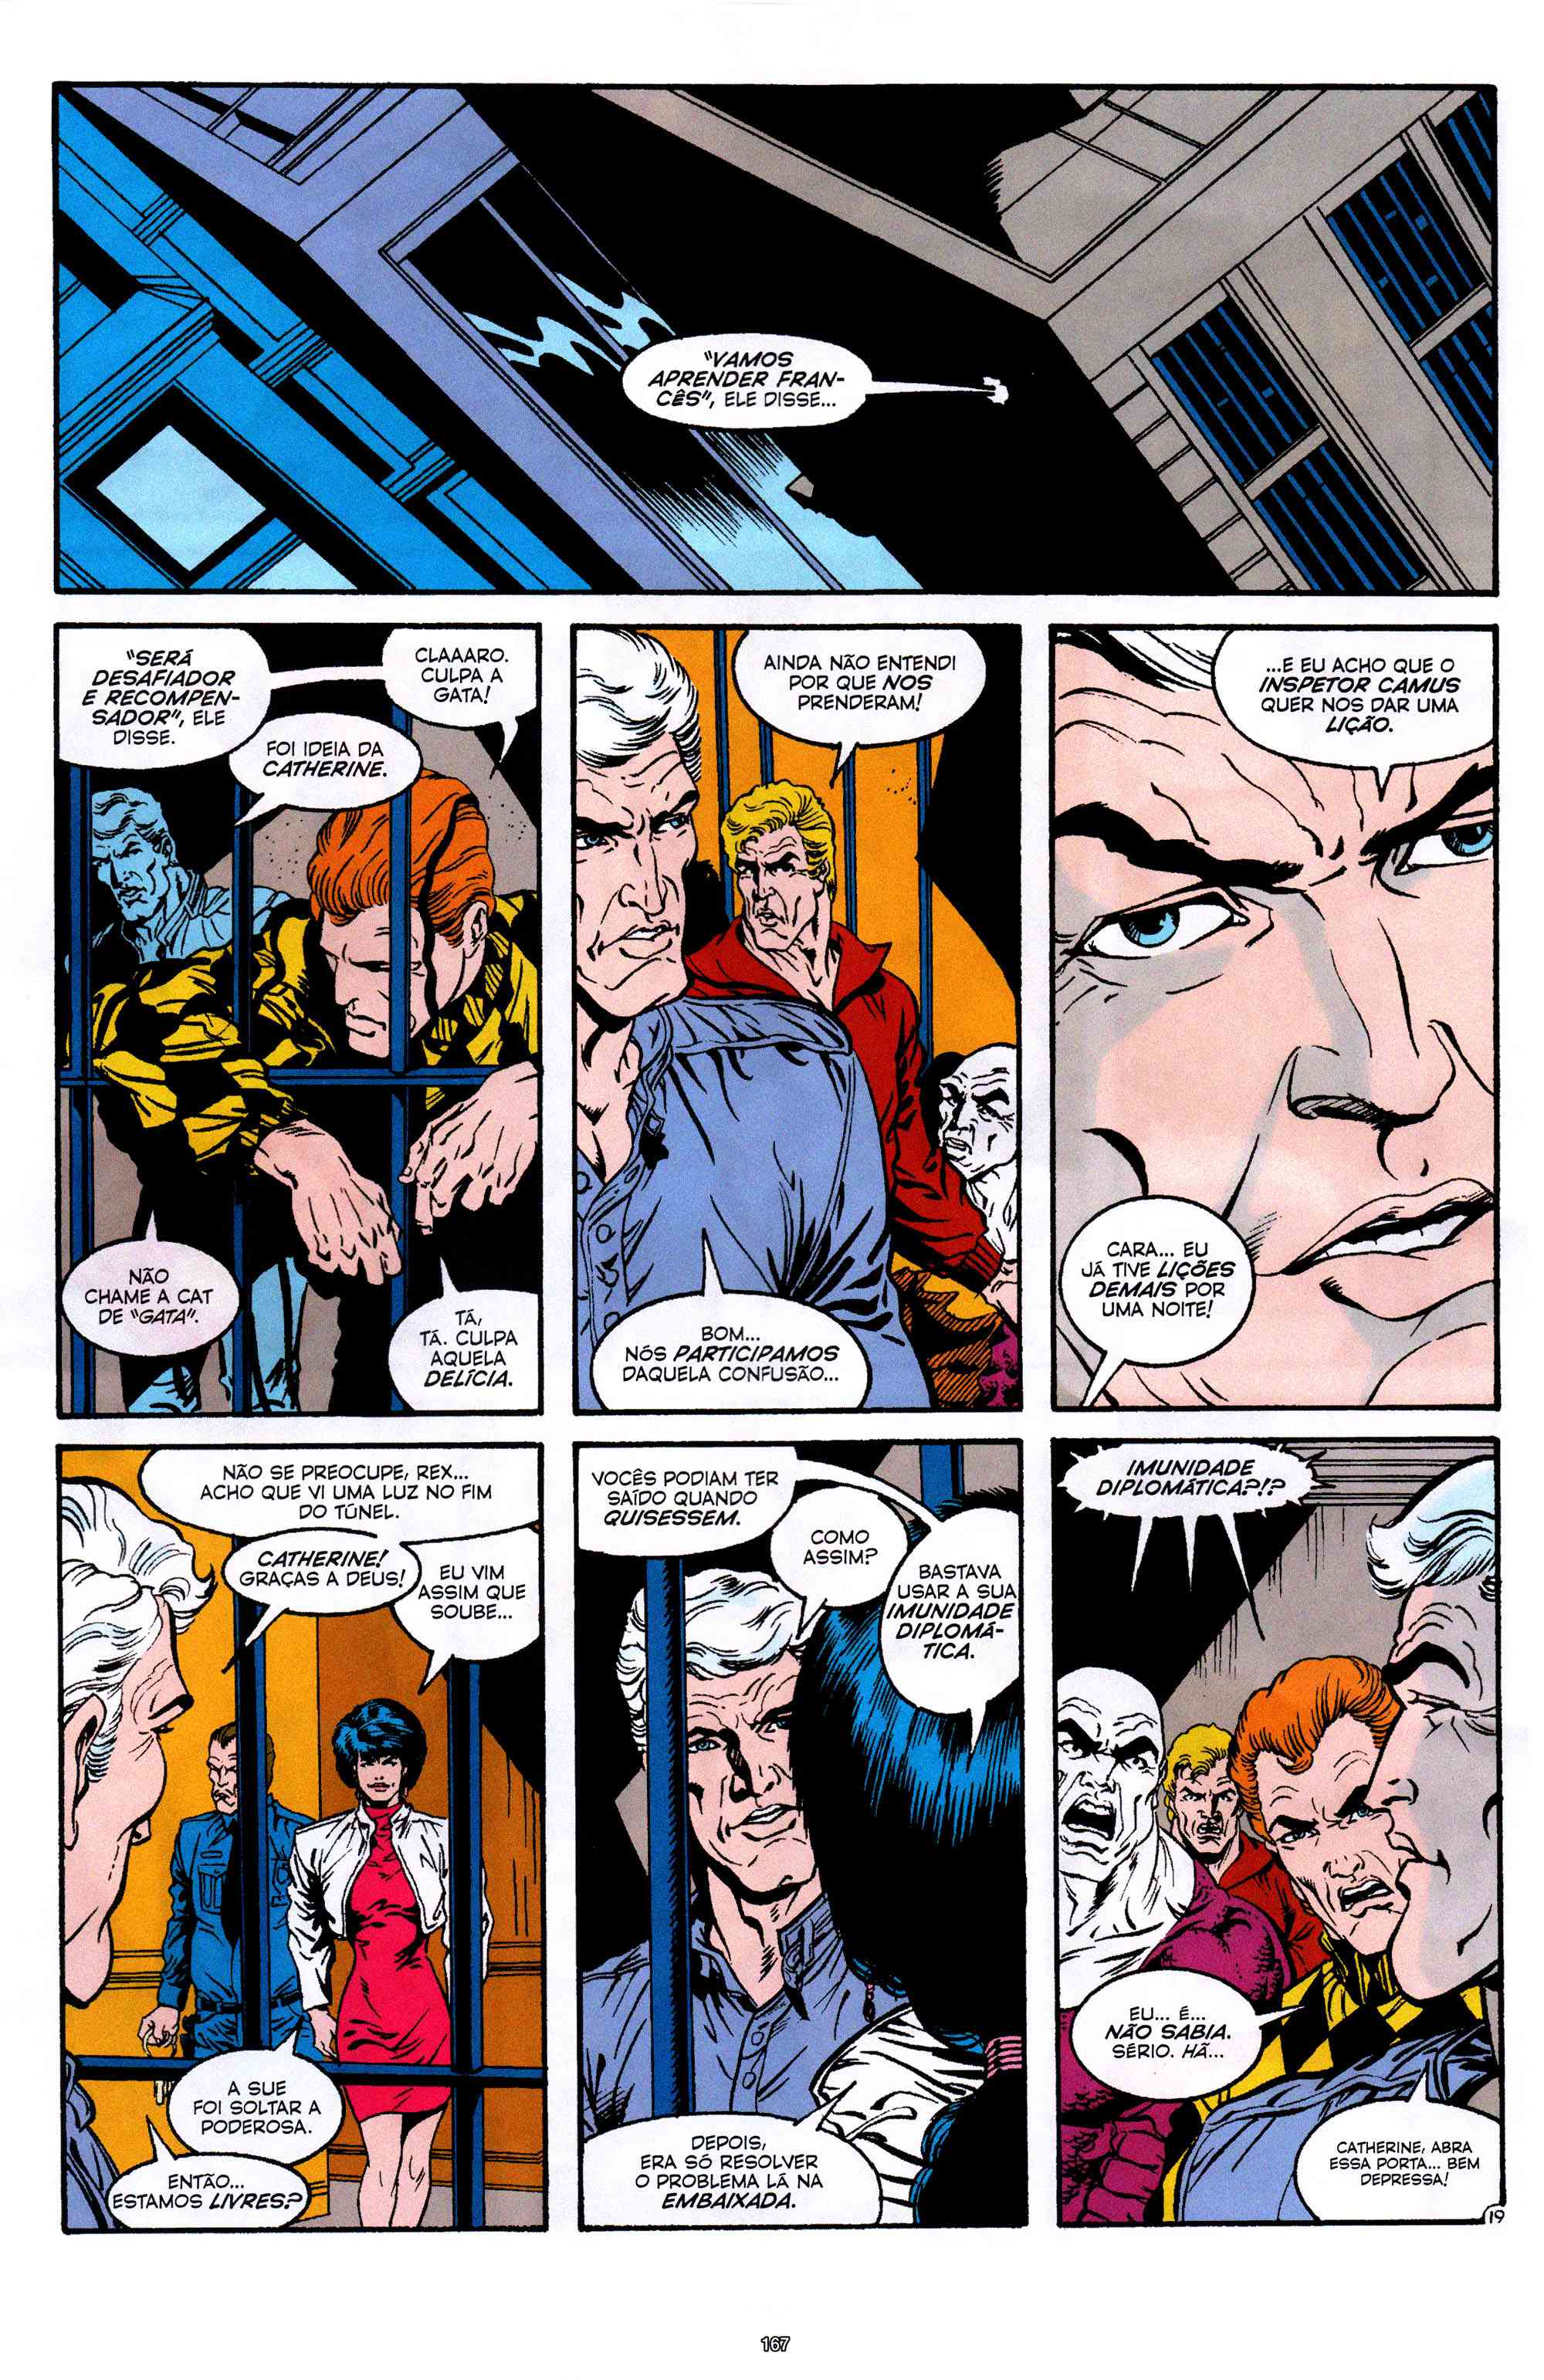 "VAMOS
APRENDER FRAN-
CÊS", ELE DISSE...
"SERÁ
DESAFIADOR
E RECOMPEN-
SADOR", ELE
DISSE.
FOI IDEIA DA
CATHERINE.
CLAAARO.
CULPA A
GATA!
NÃO
CHAME A CAT
DE "GATA".
TÁ,
TÁ. CULPA
AQUELA
DELÍCIA.
AINDA NÃO ENTENDI
POR QUE NOS
PRENDERAM!
BOM...
NÓS PARTICIPAMOS
DAQUELA CONFUSÃO...
...E EU ACHO QUE O
INSPETOR CAMUS
QUER NOS DAR UMA
LIÇÃO.
CARA... EU
JÁ TIVE LIÇÕES
DEMAIS POR
UMA NOITE!
NÃO SE PREOCUPE, REX...
ACHO QUE VI UMA LUZ NO FIM
DO TÚNEL.
CATHERINE!
GRAÇAS A DEUS!
EU VIM
ASSIM QUE
SOUBE...
A SUE
FOI SOLTAR A
PODEROSA.
ENTÃO...
ESTAMOS LIVRES?
VOCÊS PODIAM TER
SAÍDO QUANDO
QUISESSEM.
COMO
ASSIM?
BASTAVA
USAR A SUA
IMUNIDADE
DIPLOMÁ-
TICA.
DEPOIS,
ERA SÓ RESOLVER
O PROBLEMA LÁ NA
EMBAIXADA.
IMUNIDADE
DIPLOMÁTICA?!?
EU... É...
NÃO SABIA.
SÉRIO. HÃ...
CATHERINE, ABRA
ESSA PORTA... BEM
DEPRESSA!
19
167